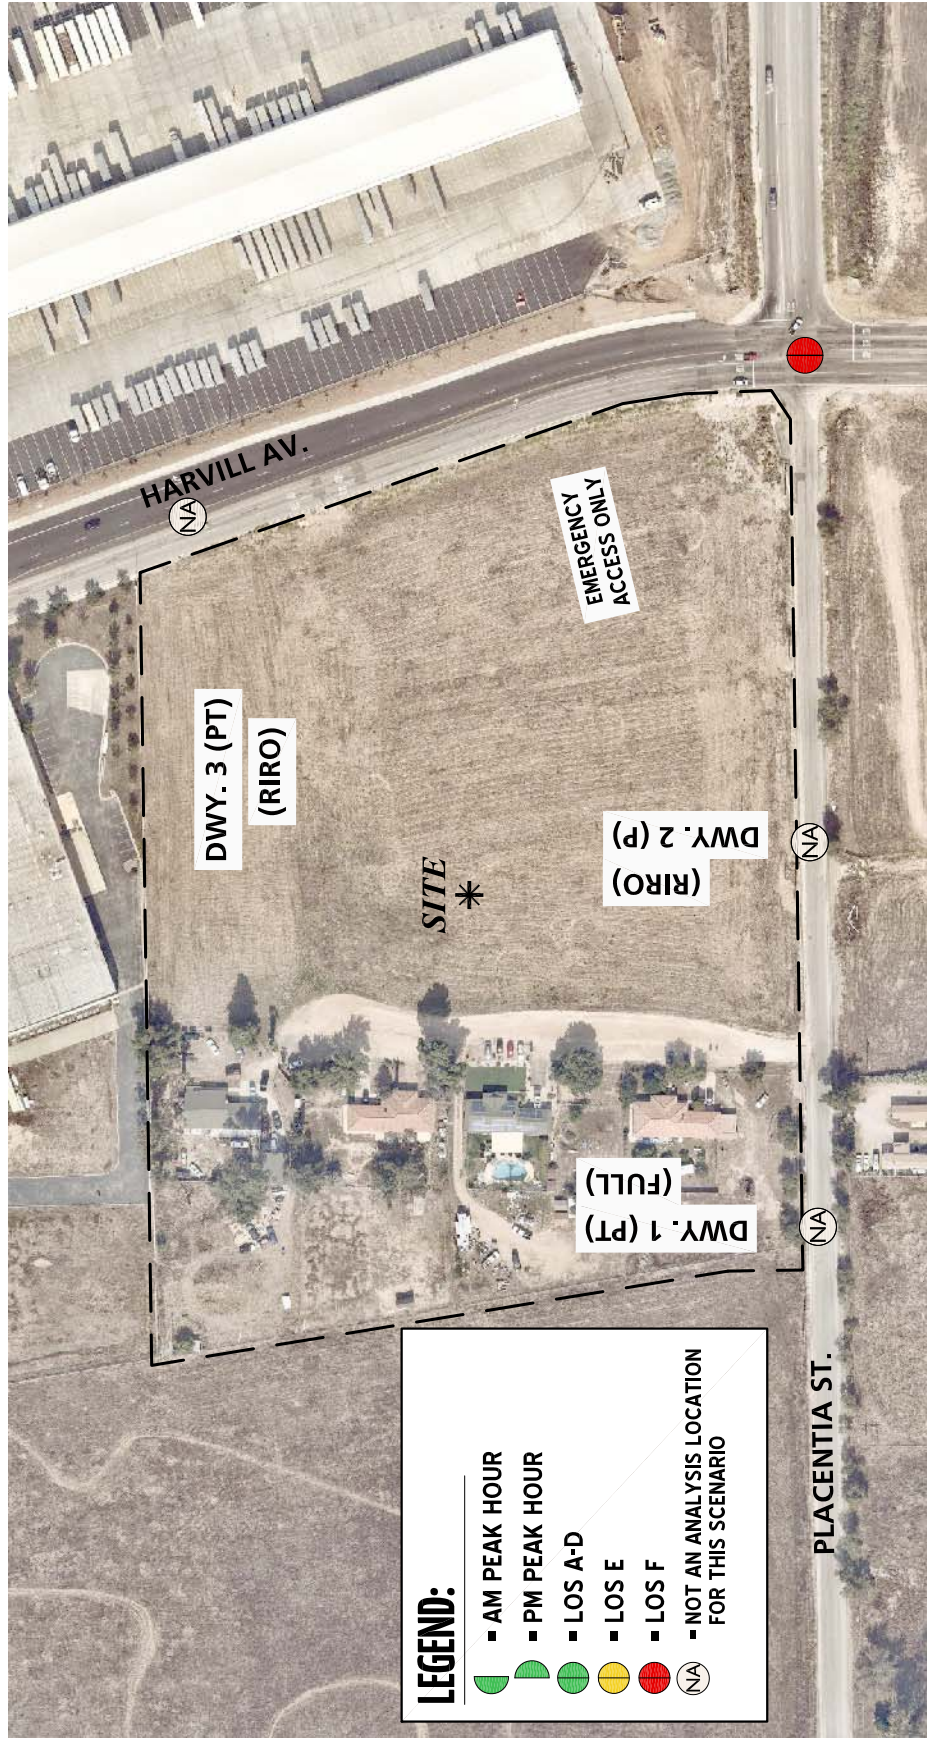 HARVILL AV.
NA
EMERGENCY
ACCESS ONLY
DWY. 3 (PT)
(RIRO)
SITE
DWY. 2 (P)
(RIRO)
NA
DWY. 1 (PT)
(FULL)
NA
PLACENTIA ST.
LEGEND:
- AM PEAK HOUR
- PM PEAK HOUR
- LOS A-D
- LOS E
- LOS F
NA - NOT AN ANALYSIS LOCATION
FOR THIS SCENARIO